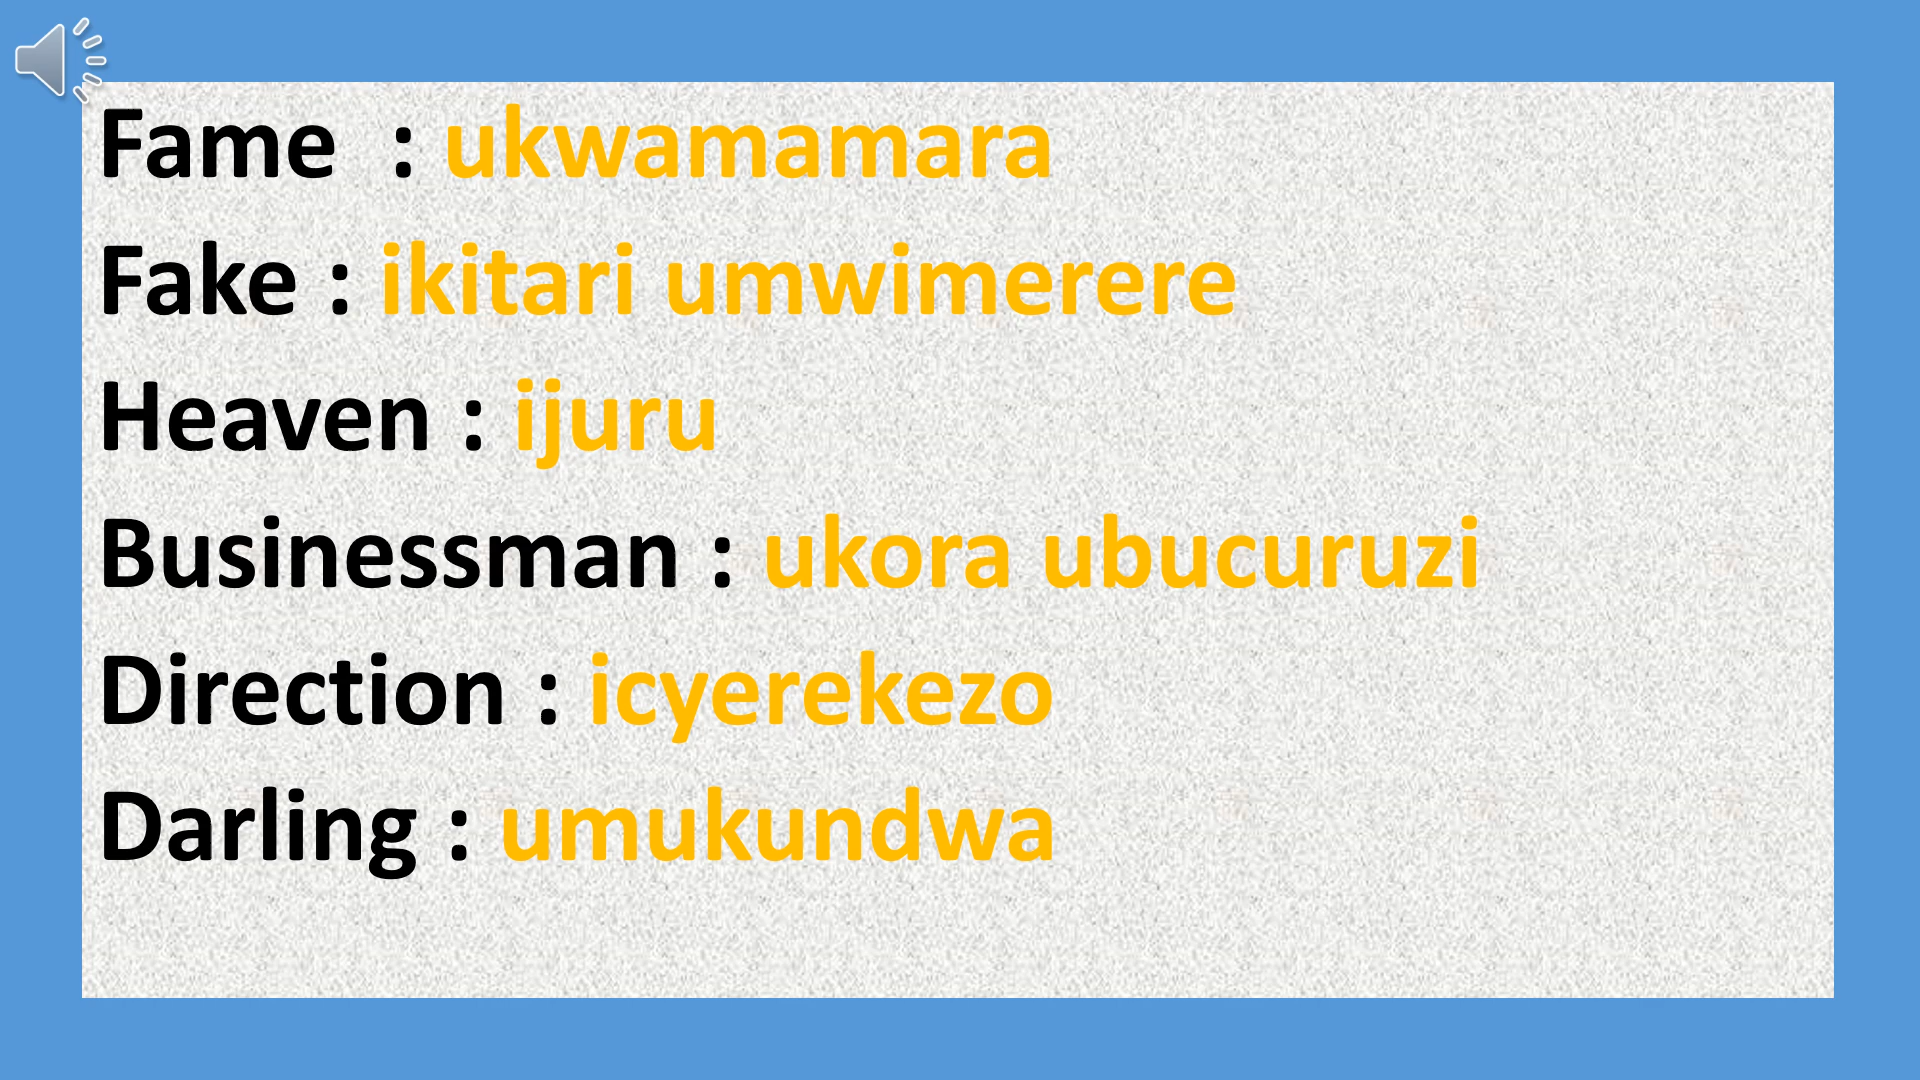 Fame : ukwamamara
Fake : ikitari umwimerere
Heaven : ijuru
Businessman : ukora ubucuruzi
Direction : icyerekezo
Darling : umukundwa